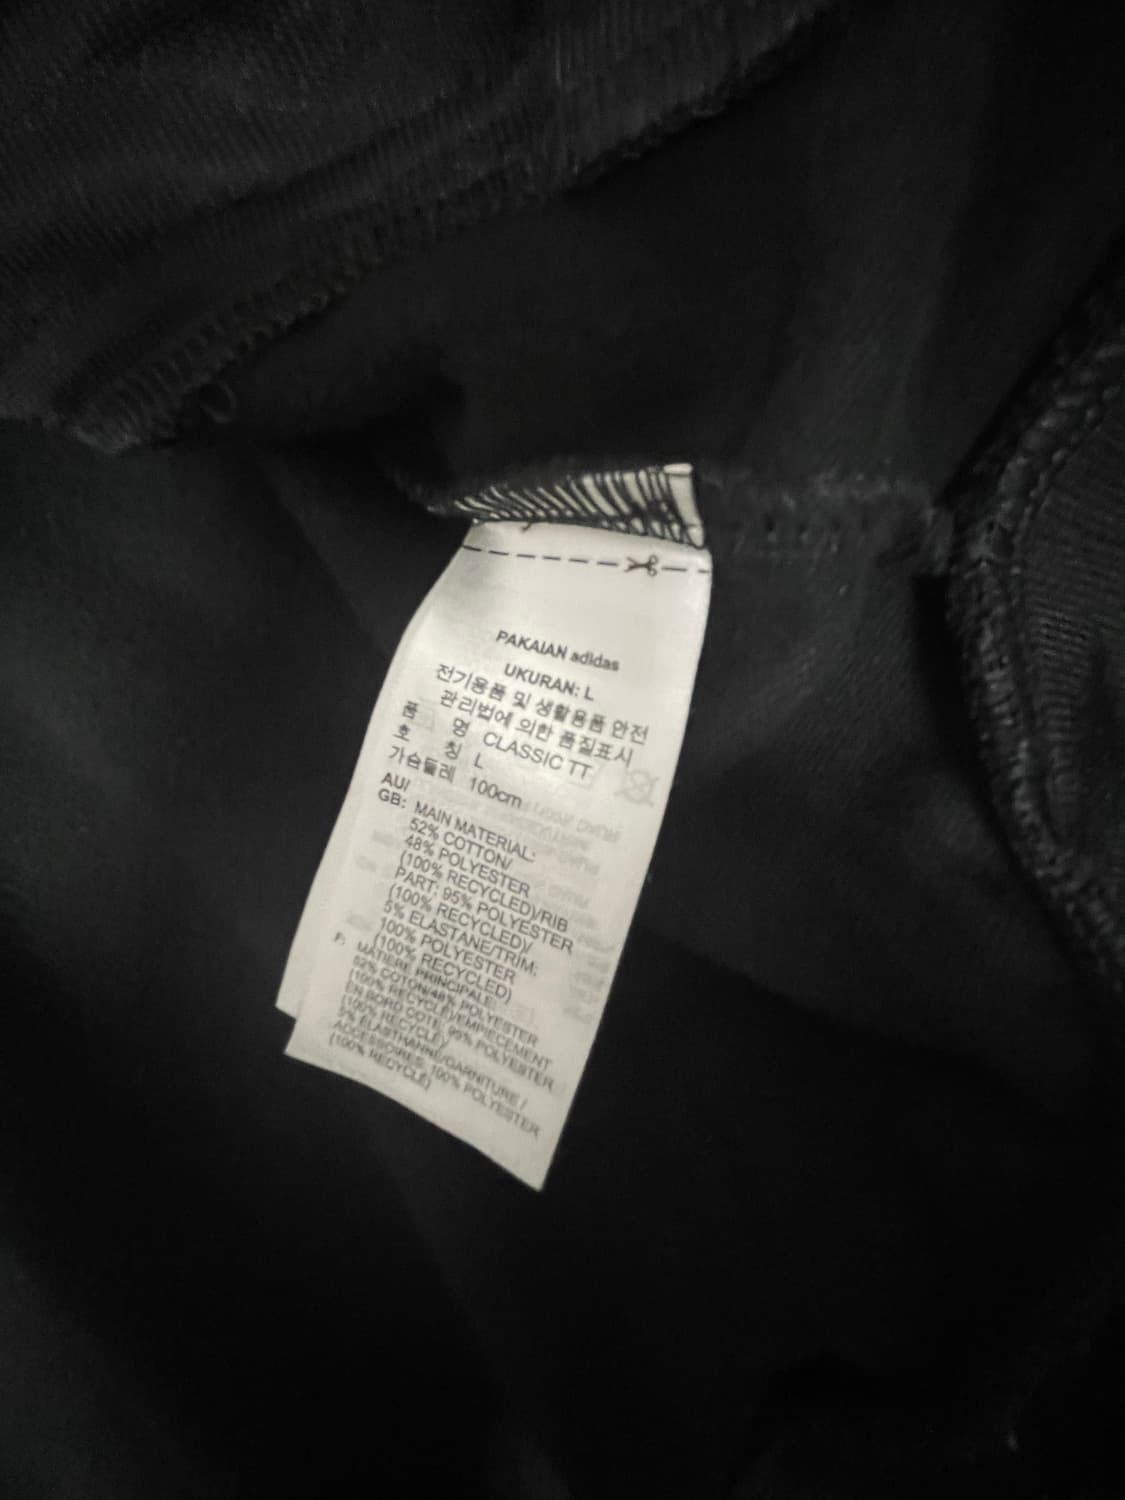 PAKAIAN adidas
UKURAN: L
전기용품 및 생활용품 안전
관리법에 의한 품질표시
품 명 CLASSIC TT
호 칭 L
가슴둘레 100cm
AU/
GB: MAIN MATERIAL:
52% COTTON/
48% POLYESTER
(100% RECYCLED)/RIB
PART: 95% POLYESTER
(100% RECYCLED)/
5% ELASTANE/TRIM:
100% POLYESTER
(100% RECYCLED)
F: MATIERE PRINCIPALE:
52% COTON/48% POLYESTER
(100% RECYCLE)/EMPIECEMENT
EN BORD COTE: 95% POLYESTER
(100% RECYCLE)/
5% ELASTHANNE/GARNITURE /
ACCESSOIRES: 100% POLYESTER
(100% RECYCLE)